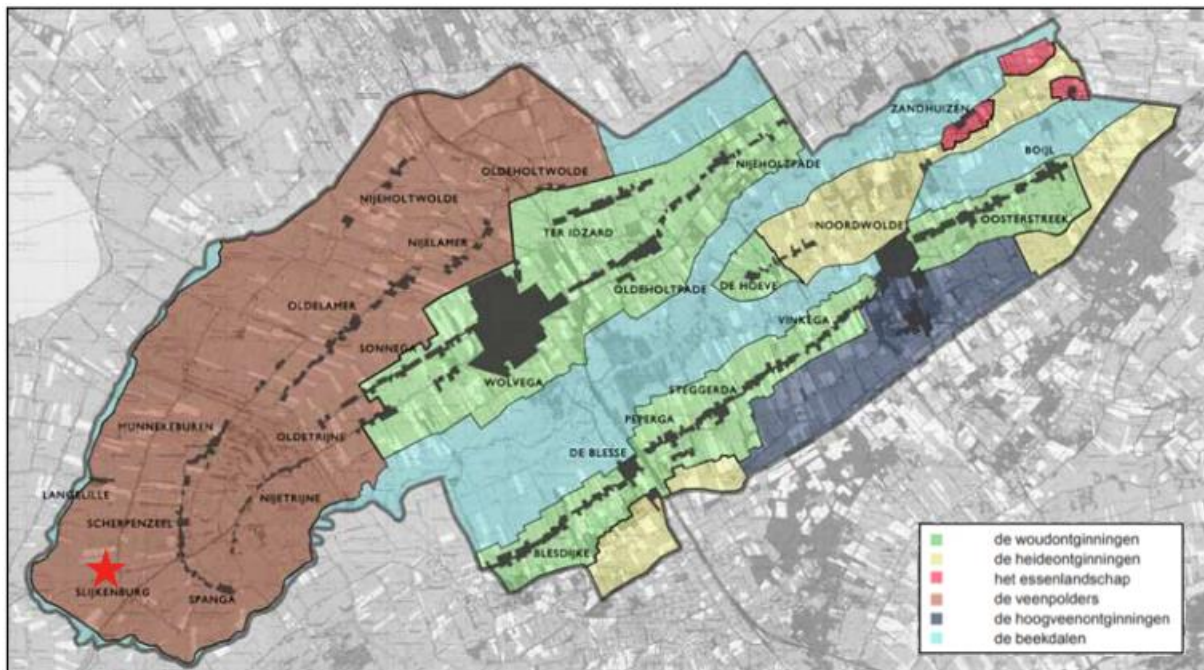 ZANDHUIZEN
BOIJL
NIJEHOLTPADE
OLDEHOLTWOLDE
NIJEHOLTWOLDE
OOSTERSTREEK
NOORDWOLDE
TER IDZARD
NIJELAMER
DE HOEVE
OLDEHOLTPADE
OLDELAMER
VINKEGA
SONNEGA
WOLVEGA
STEGGERDA
PEPERGA
MUNNEKEBUREN
OLDETRIJNE
DE BLESSE
LANGELILLE
NIJETRIJNE
SCHERPENZEEL
BLESDIJKE
SLIJKENBURG
SPANGA
de woudontginningen
de heideontginningen
het essenlandschap
de veenpolders
de hoogveenontginningen
de beekdalen